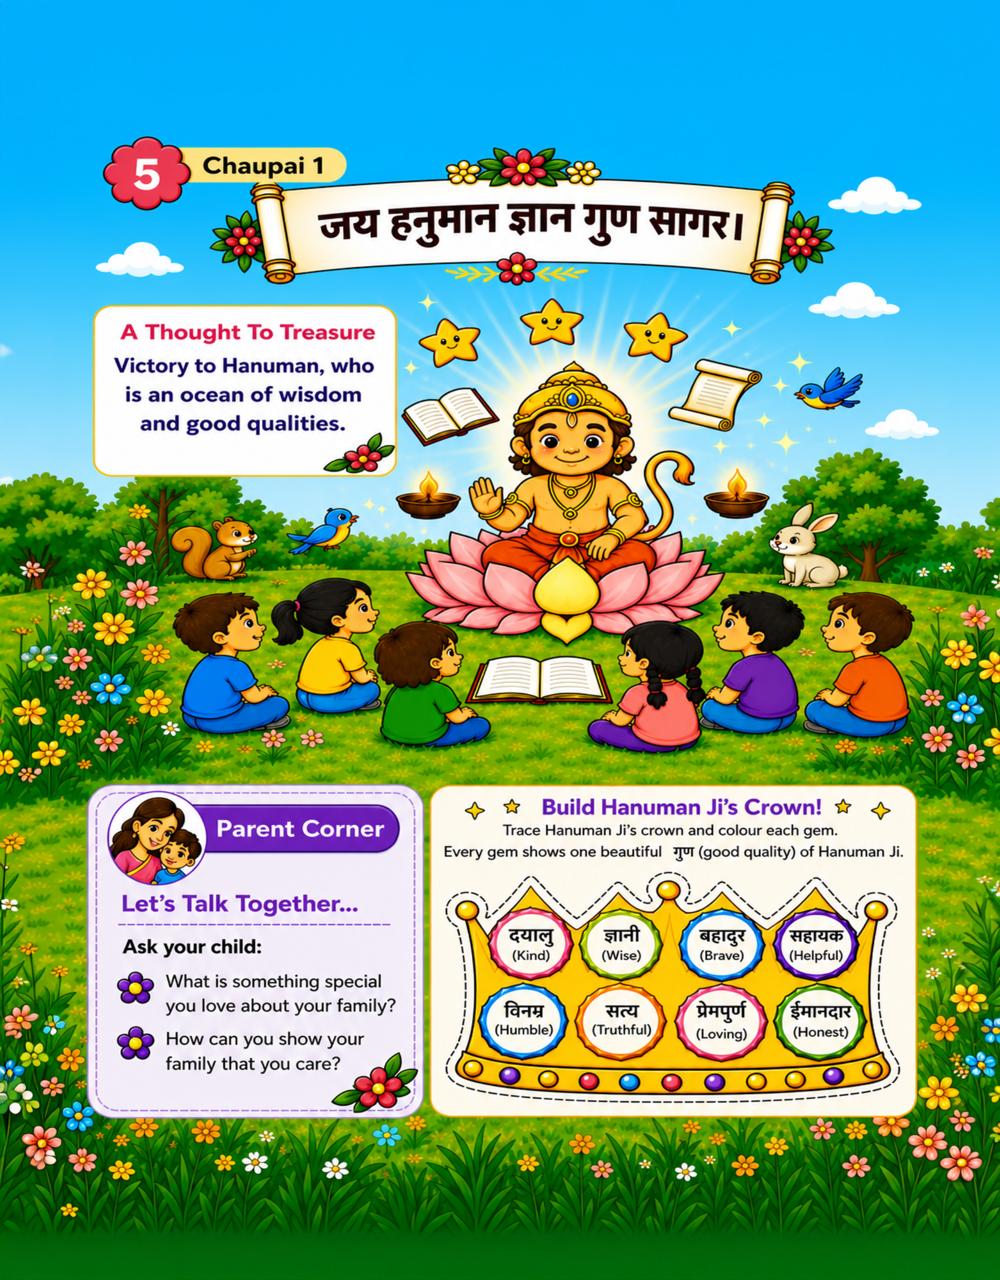 5
Chaupai 1
जय हनुमान ज्ञान गुण सागर।
A Thought To Treasure
Victory to Hanuman, who
is an ocean of wisdom
and good qualities.
Parent Corner
Let's Talk Together...
Ask your child:
What is something special
you love about your family?
How can you show your
family that you care?
Build Hanuman Ji's Crown!
Trace Hanuman Ji's crown and colour each gem.
Every gem shows one beautiful गुण (good quality) of Hanuman Ji.
दयालु
(Kind)
ज्ञानी
(Wise)
बहादुर
(Brave)
सहायक
(Helpful)
विनम्र
(Humble)
सत्य
(Truthful)
प्रेमपुर्ण
(Loving)
ईमानदार
(Honest)